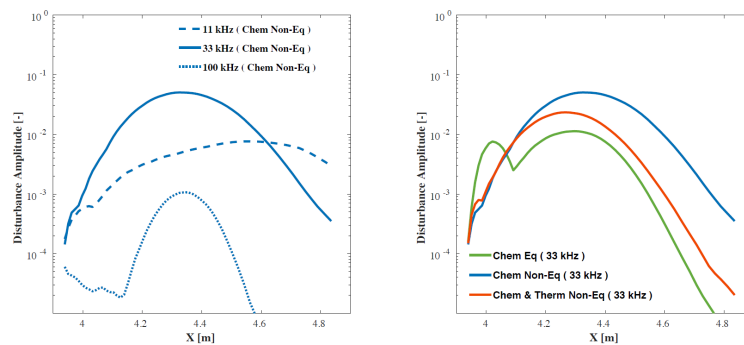 10^0
10^-1
10^-2
10^-3
10^-4
Disturbance Amplitude [-]
11 kHz ( Chem Non-Eq )
33 kHz ( Chem Non-Eq )
100 kHz ( Chem Non-Eq )
4
4.2
4.4
4.6
4.8
X [m]
10^0
10^-1
10^-2
10^-3
10^-4
Disturbance Amplitude [-]
Chem Eq ( 33 kHz )
Chem Non-Eq ( 33 kHz )
Chem & Therm Non-Eq ( 33 kHz )
4
4.2
4.4
4.6
4.8
X [m]